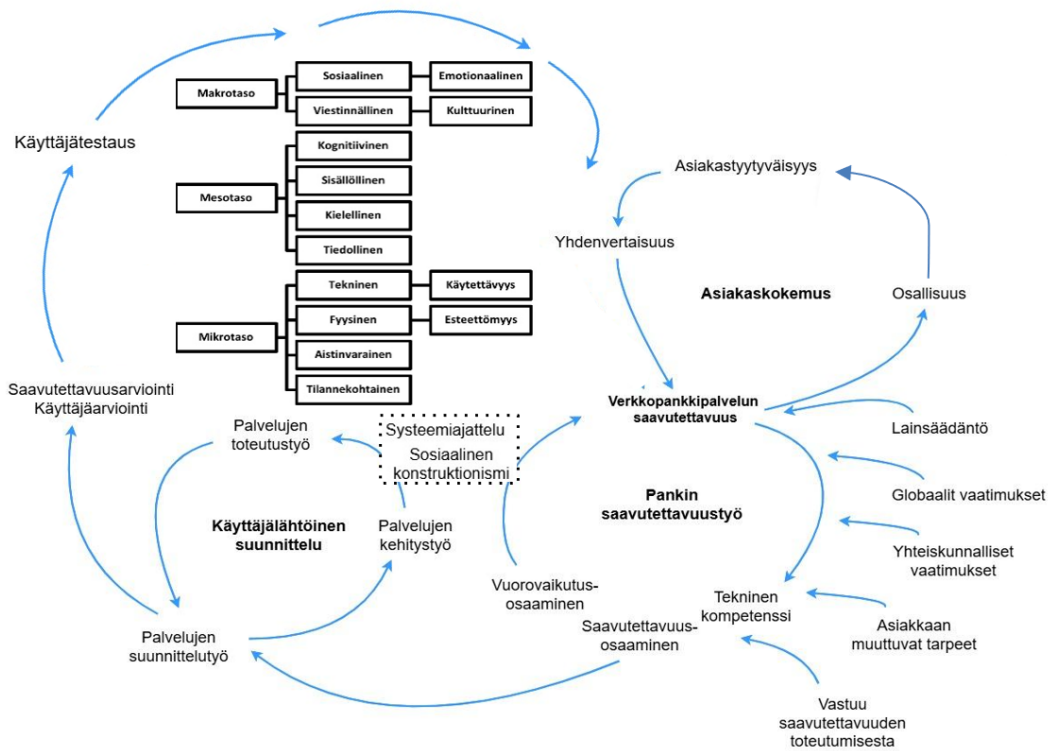 Makrotaso
Sosiaalinen
Emotionaalinen
Viestinnällinen
Kulttuurinen
Mesotaso
Kognitiivinen
Sisällöllinen
Kielellinen
Tiedollinen
Mikrotaso
Tekninen
Käytettävyys
Fyysinen
Esteettömyys
Aistinvarainen
Tilannekohtainen
Käyttäjätestaus
Saavutettavuusarviointi
Käyttäjäarviointi
Palvelujen
toteutustyö
Systeemiajattelu
Sosiaalinen
konstruktionismi
Käyttäjälähtöinen
suunnittelu
Palvelujen
kehitystyö
Palvelujen
suunnittelutyö
Asiakastyytyväisyys
Yhdenvertaisuus
Asiakaskokemus
Osallisuus
Verkkopankkipalvelun
saavutettavuus
Lainsäädäntö
Globaalit vaatimukset
Pankin
saavutettavuustyö
Yhteiskunnalliset
vaatimukset
Vuorovaikutus-
osaaminen
Tekninen
kompetenssi
Saavutettavuus-
osaaminen
Asiakkaan
muuttuvat tarpeet
Vastuu
saavutettavuuden
toteutumisesta